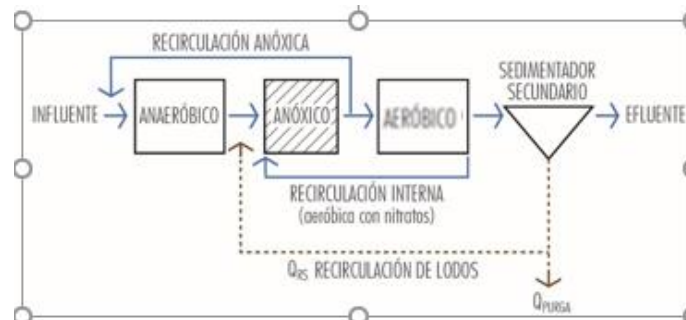 RECIRCULACIÓN ANÓXICA
SEDIMENTADOR
SECUNDARIO
INFLUENTE
ANAERÓBICO
ANÓXICO
AERÓBICO
EFLUENTE
RECIRCULACIÓN INTERNA
(aeróbica con nitratos)
QRS RECIRCULACIÓN DE LODOS
QPURGA